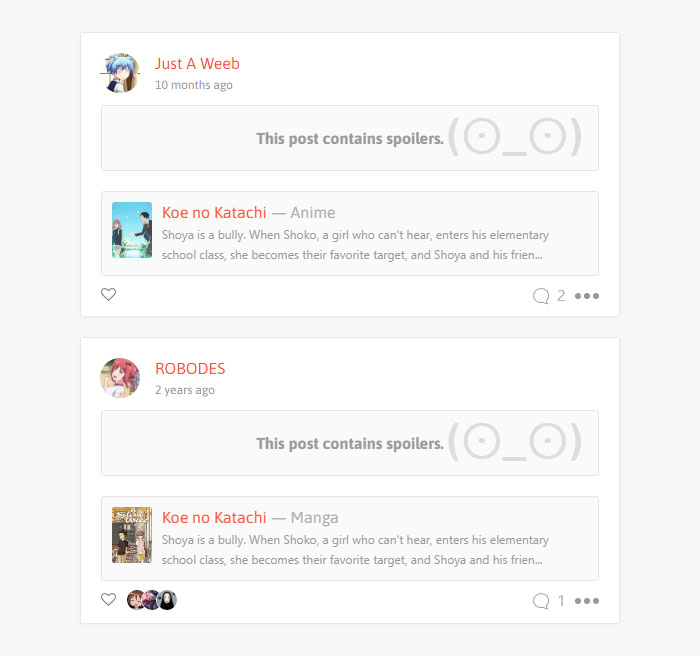 Just A Weeb
10 months ago
This post contains spoilers. (ʘ_ʘ)
Koe no Katachi — Anime
Shoya is a bully. When Shoko, a girl who can't hear, enters his elementary
school class, she becomes their favorite target, and Shoya and his frien...
2
ROBODES
2 years ago
This post contains spoilers. (ʘ_ʘ)
Koe no Katachi — Manga
Shoya is a bully. When Shoko, a girl who can't hear, enters his elementary
school class, she becomes their favorite target, and Shoya and his frien...
1